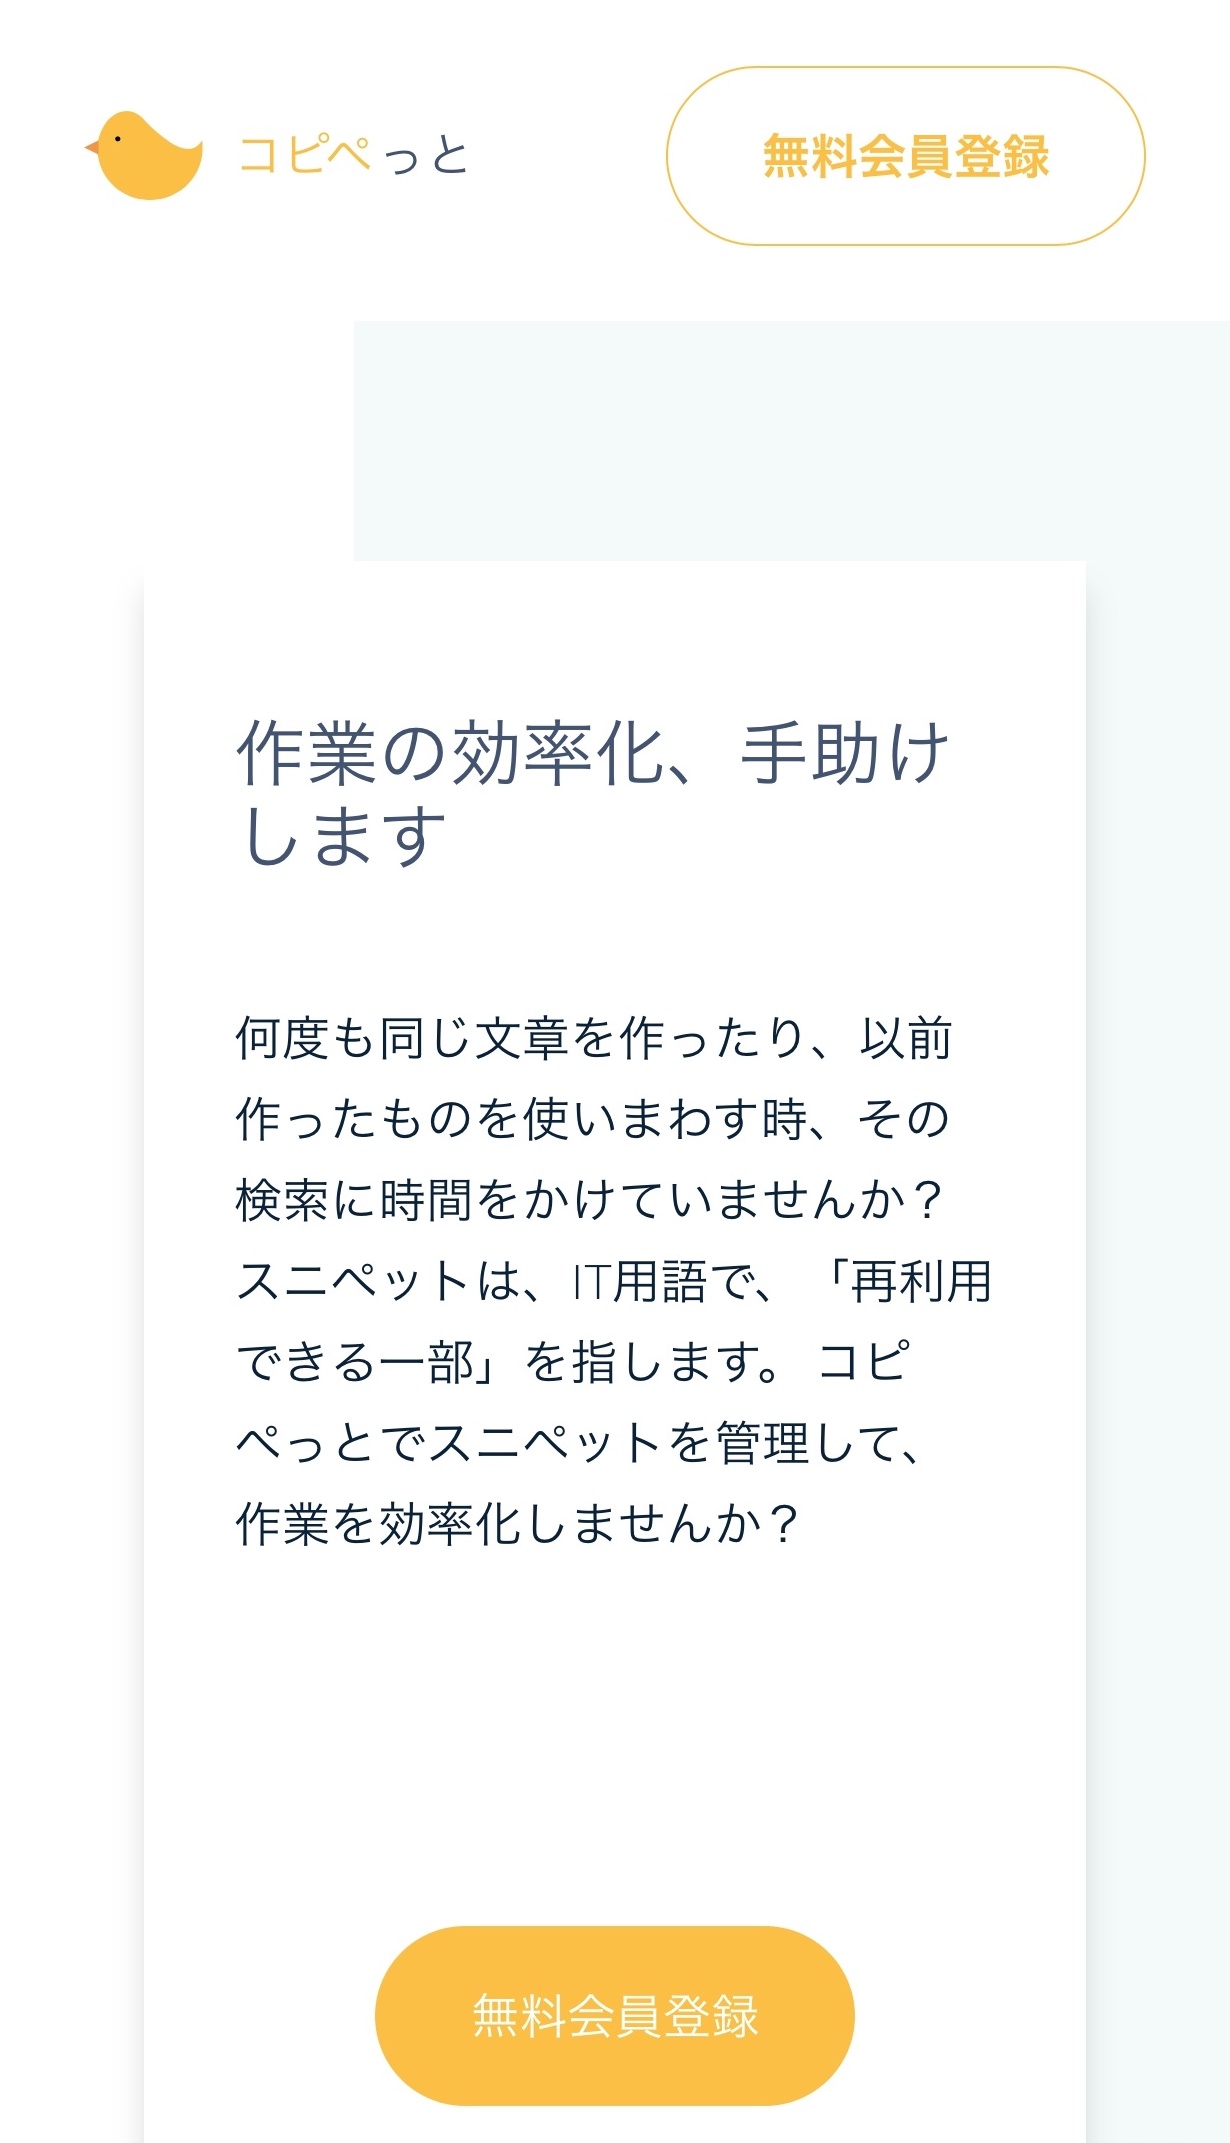 コピペっと
無料会員登録
作業の効率化、手助け
します
何度も同じ文章を作ったり、以前
作ったものを使いまわす時、その
検索に時間をかけていませんか？
スニペットは、IT用語で、「再利用
できる一部」を指します。 コピ
ペっとでスニペットを管理して、
作業を効率化しませんか？
無料会員登録